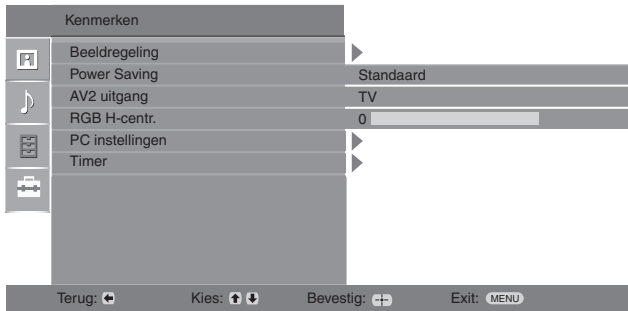 Kenmerken
Beeldregeling
Power Saving Standaard
AV2 uitgang TV
RGB H-centr. 0
PC instellingen
Timer
Terug: Kies: Bevestig: Exit: MENU